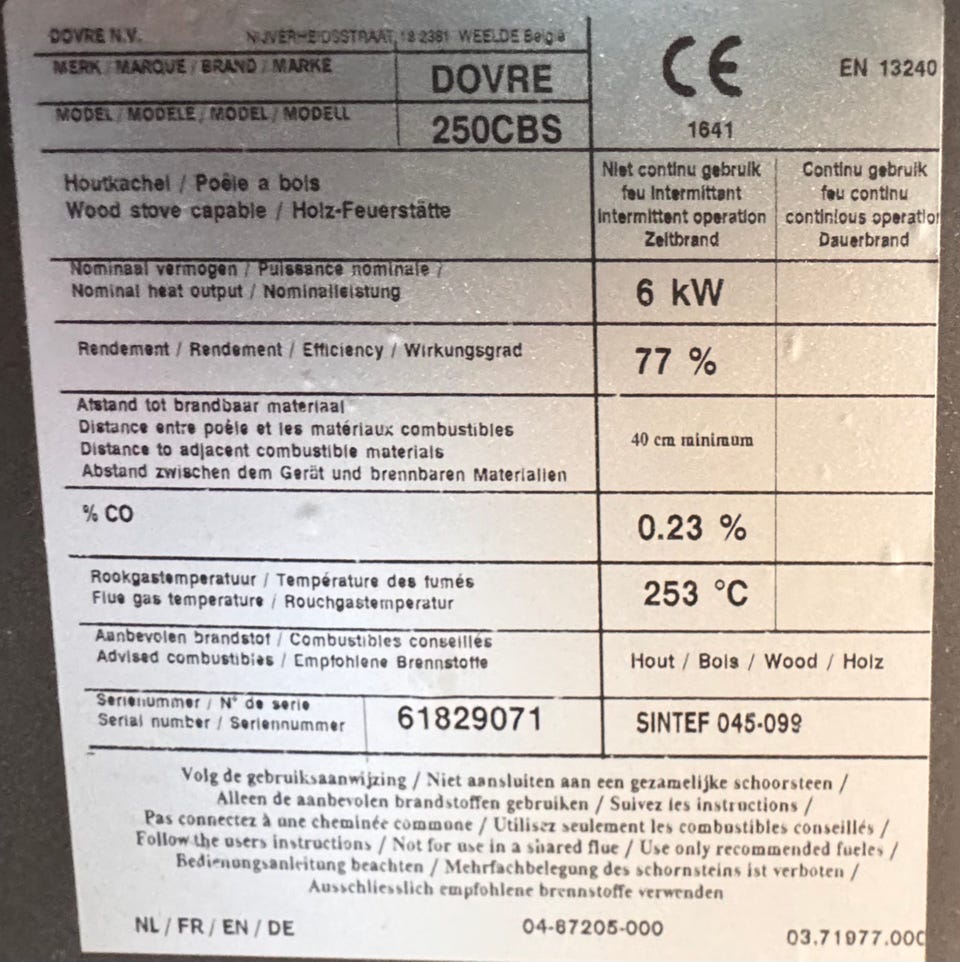 DOVRE N.V. NIJVERHEIDSSTRAAT, 18 2381 WEELDE België
MERK / MARQUE / BRAND / MARKE DOVRE
MODEL / MODELE / MODEL / MODELL 250CBS
CE EN 13240
1641
Houtkachel / Poêle a bois
Wood stove capable / Holz-Feuerstätte
Niet continu gebruik
feu Intermittant
Intermittent operation
Zeitbrand
Continu gebruik
feu continu
continious operation
Dauerbrand
Nominaal vermogen / Puissance nominale /
Nominal heat output / Nominalleistung
6 kW
Rendement / Rendement / Efficiency / Wirkungsgrad
77 %
Afstand tot brandbaar materiaal
Distance entre poêle et les matériaux combustibles
Distance to adjacent combustible materials
Abstand zwischen dem Gerät und brennbaren Materialien
40 cm minimum
% CO
0.23 %
Rookgastemperatuur / Température des fumés
Flue gas temperature / Rouchgastemperatur
253 °C
Aanbevolen brandstof / Combustibles conseillés
Advised combustibles / Empfohlene Brennstoffe
Hout / Bois / Wood / Holz
Serienummer / N° de serie
Serial number / Seriennummer
61829071
SINTEF 045-099
Volg de gebruiksaanwijzing / Niet aansluiten aan een gezamelijke schoorsteen /
Alleen de aanbevolen brandstoffen gebruiken / Suivez les instructions /
Pas connectez à une cheminée commune / Utilisez seulement les combustibles conseillés /
Follow the users instructions / Not for use in a shared flue / Use only recommended fueles /
Bedienungsanleitung beachten / Mehrfachbelegung des schornsteins ist verboten /
Ausschliesslich empfohlene brennstoffe verwenden
NL / FR / EN / DE 04-67205-000 03.71977.000